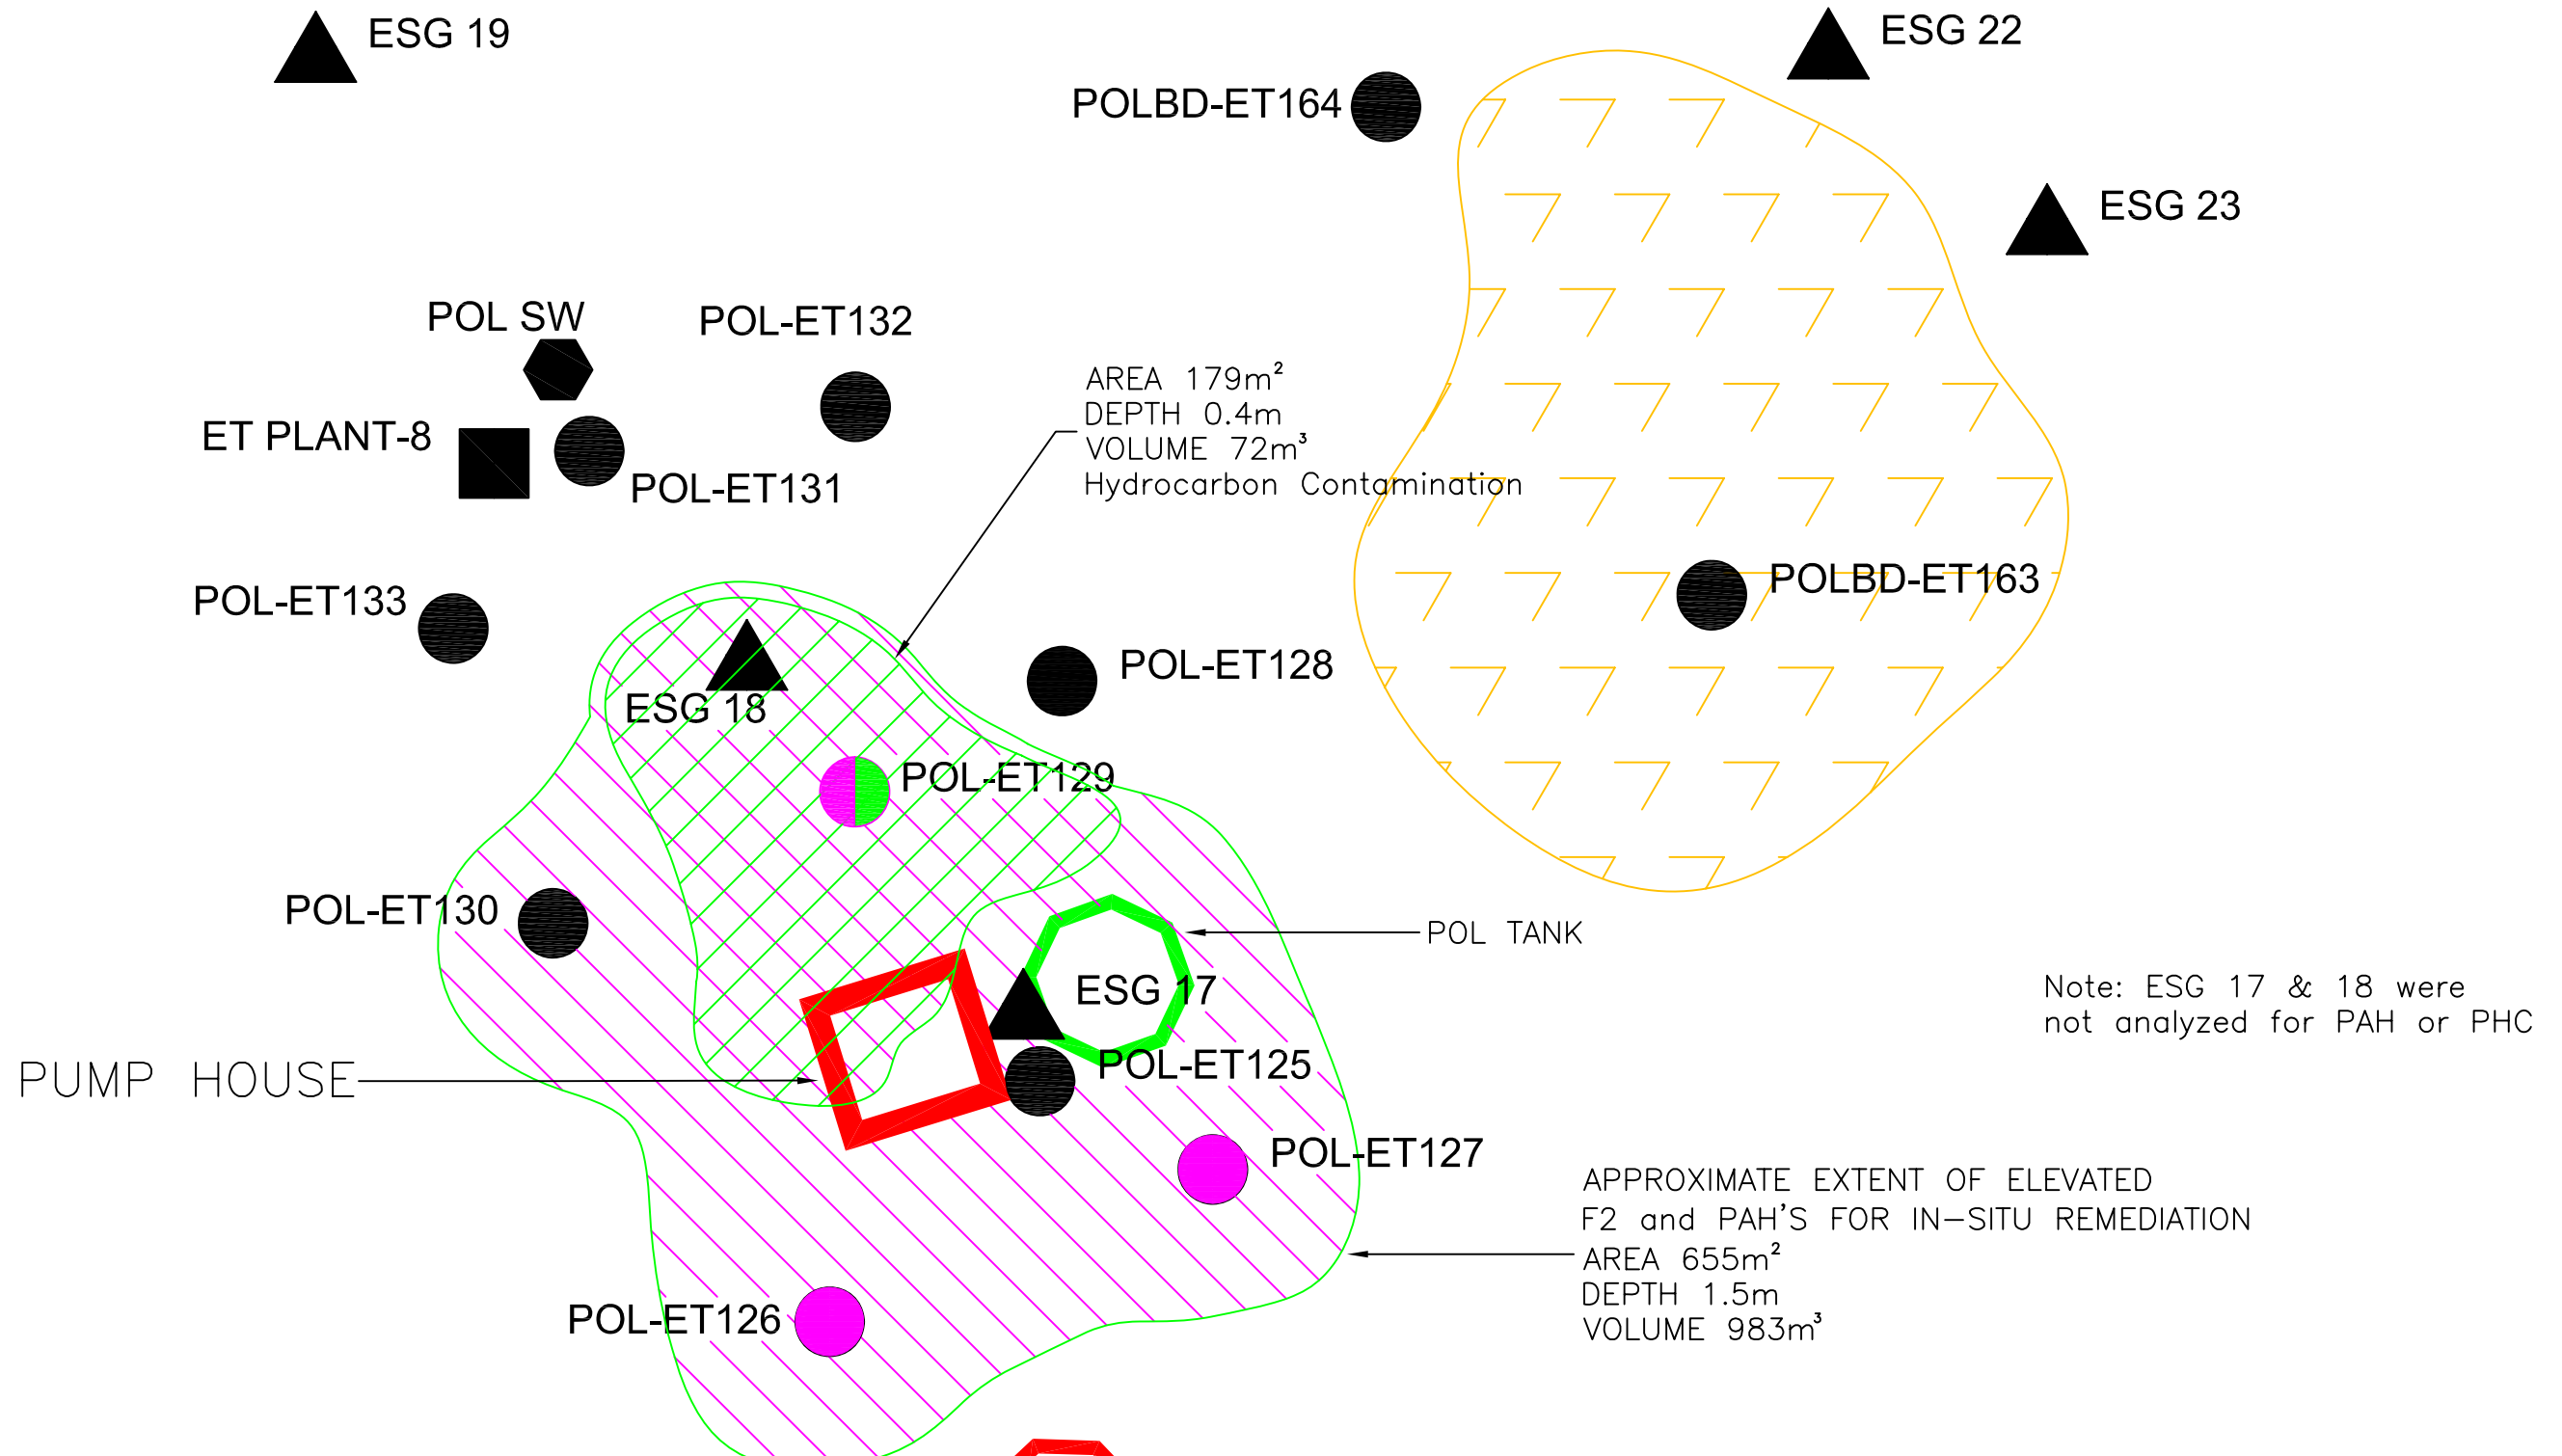 ESG 19
ESG 22
POLBD-ET164
ESG 23
POL SW
POL-ET132
AREA 179m²
DEPTH 0.4m
VOLUME 72m³
Hydrocarbon Contamination
ET PLANT-8
POL-ET131
POL-ET133
POLBD-ET163
POL-ET128
ESG 18
POL-ET129
POL-ET130
POL TANK
ESG 17
Note: ESG 17 & 18 were
not analyzed for PAH or PHC
PUMP HOUSE
POL-ET125
POL-ET127
APPROXIMATE EXTENT OF ELEVATED
F2 and PAH'S FOR IN-SITU REMEDIATION
AREA 655m²
DEPTH 1.5m
VOLUME 983m³
POL-ET126